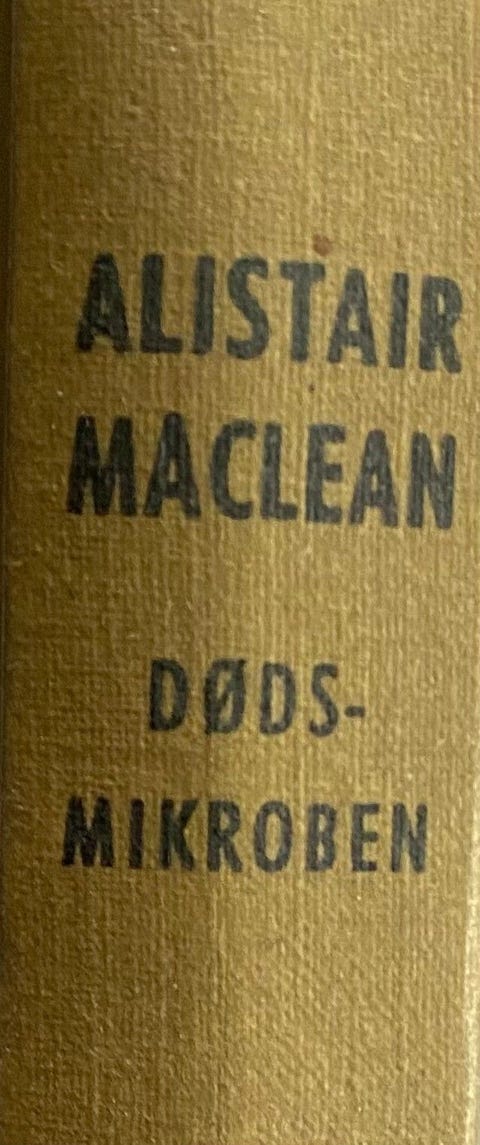 ALISTAIR
MACLEAN
DØDS-
MIKROBEN